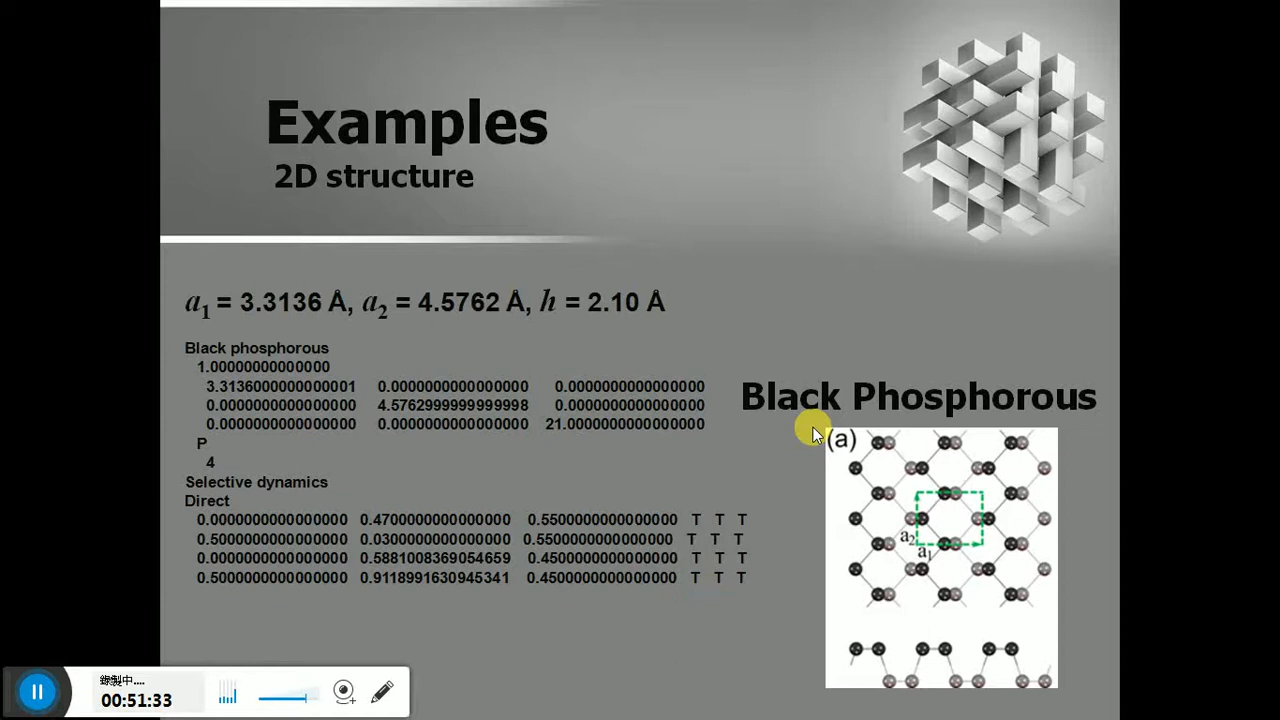 Examples
2D structure
a1 = 3.3136 Å, a2 = 4.5762 Å, h = 2.10 Å
Black phosphorous
1.00000000000000
3.3136000000000001 0.0000000000000000 0.0000000000000000
0.0000000000000000 4.5762999999999998 0.0000000000000000
0.0000000000000000 0.0000000000000000 21.0000000000000000
P
4
Selective dynamics
Direct
0.0000000000000000 0.4700000000000000 0.5500000000000000 T T T
0.5000000000000000 0.0300000000000000 0.5500000000000000 T T T
0.0000000000000000 0.5881008369054659 0.4500000000000000 T T T
0.5000000000000000 0.9118991630945341 0.4500000000000000 T T T
Black Phosphorous
(a)
a2
a1
錄製中....
00:51:33